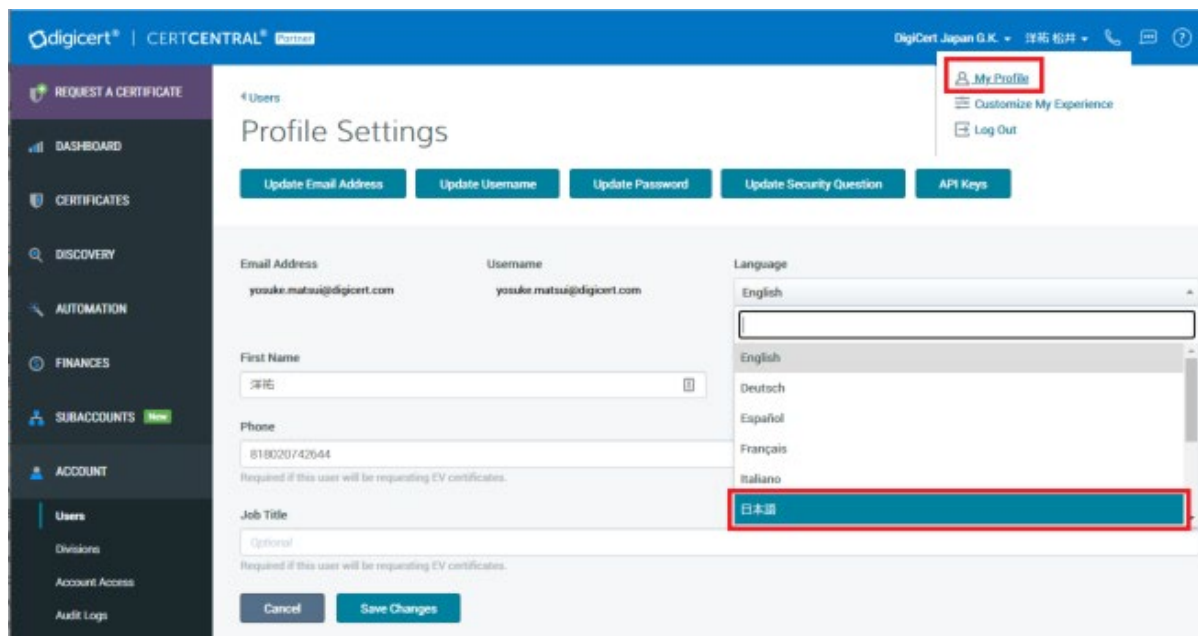 digicert® | CERTCENTRAL® Partner
DigiCert Japan G.K. 洋祐 松井
My Profile
Customize My Experience
Log Out
REQUEST A CERTIFICATE
DASHBOARD
CERTIFICATES
DISCOVERY
AUTOMATION
FINANCES
SUBACCOUNTS New
ACCOUNT
Users
Divisions
Account Access
Audit Logs
Users
Profile Settings
Update Email Address Update Username Update Password Update Security Question API Keys
Email Address Username Language
yosuke.matsui@digicert.com yosuke.matsui@digicert.com English
English
Deutsch
Español
Français
Italiano
日本語
First Name
洋祐
Phone
818020742644
Required if this user will be requesting EV certificates.
Job Title
Optional
Required if this user will be requesting EV certificates.
Cancel Save Changes